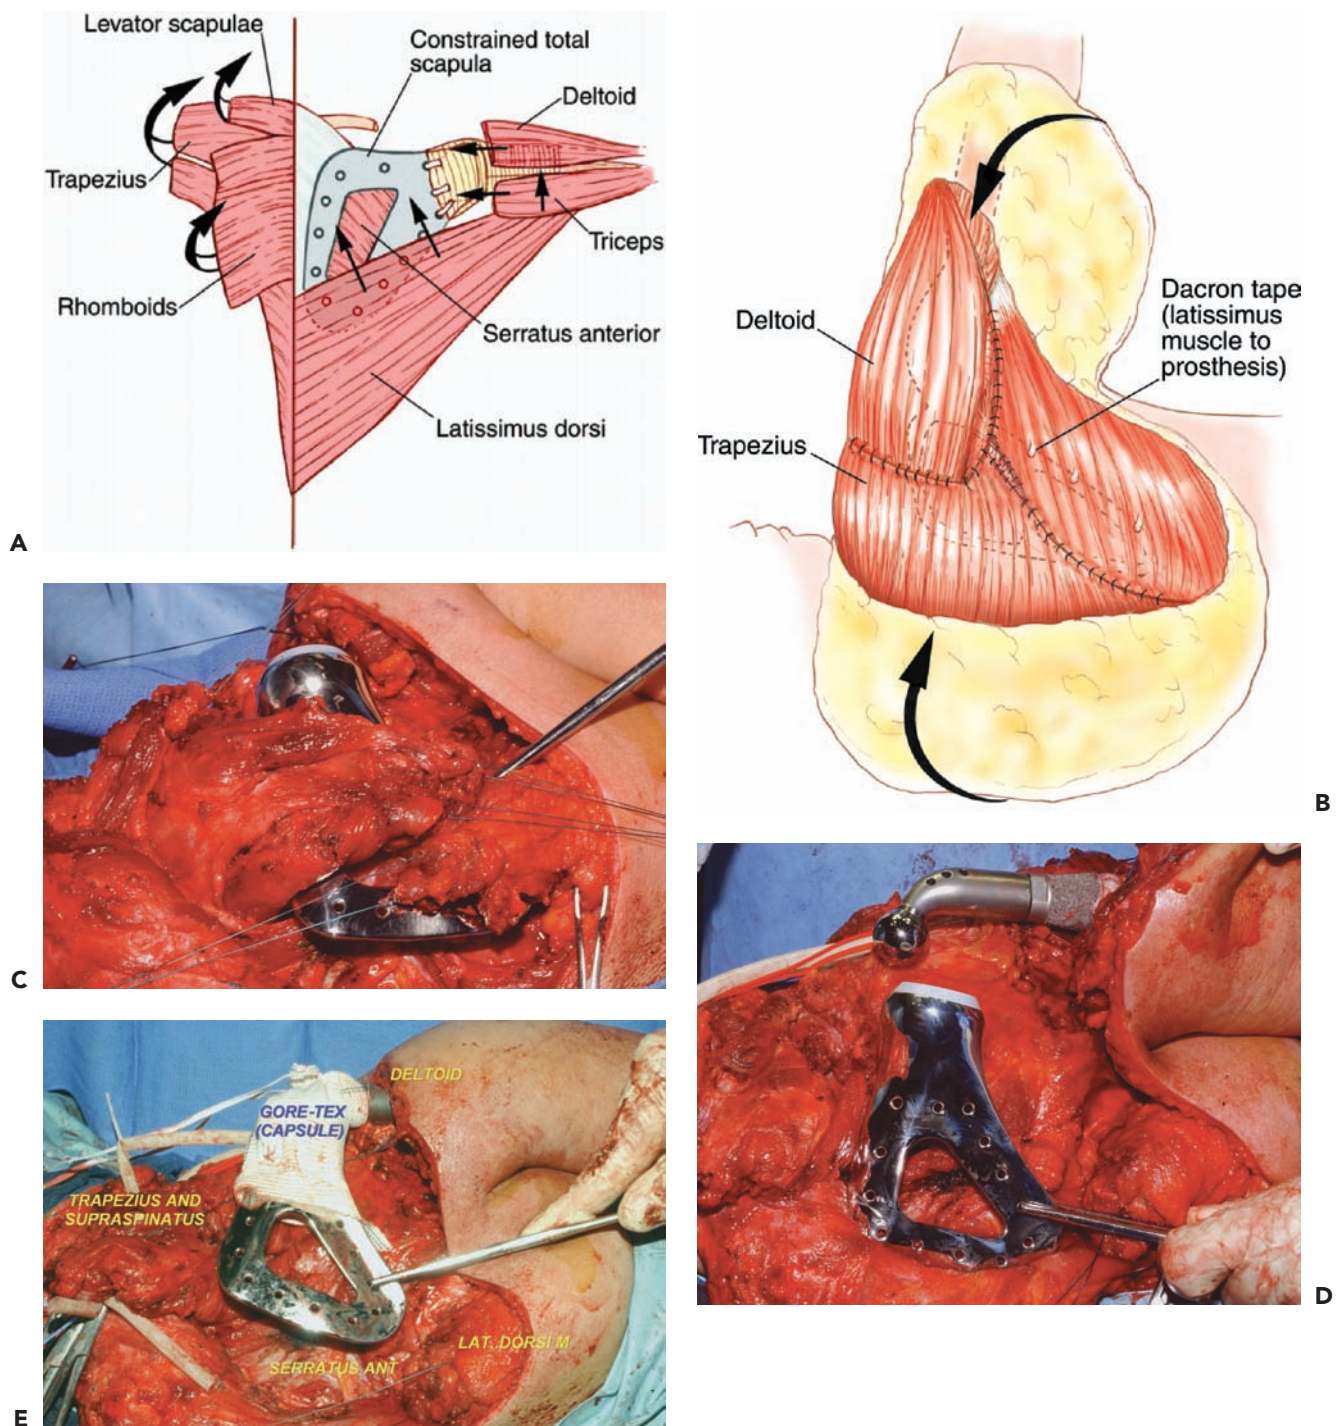 Levator scapulae
Constrained total
scapula
Deltoid
Trapezius
Triceps
Rhomboids
Serratus anterior
Latissimus dorsi
A
Deltoid
Dacron tape
(latissimus
muscle to
prosthesis)
Trapezius
B
C
D
DELTOID
GORE-TEX
(CAPSULE)
TRAPEZIUS AND
SUPRASPINATUS
LAT. DORSI M
SERRATUS ANT
E